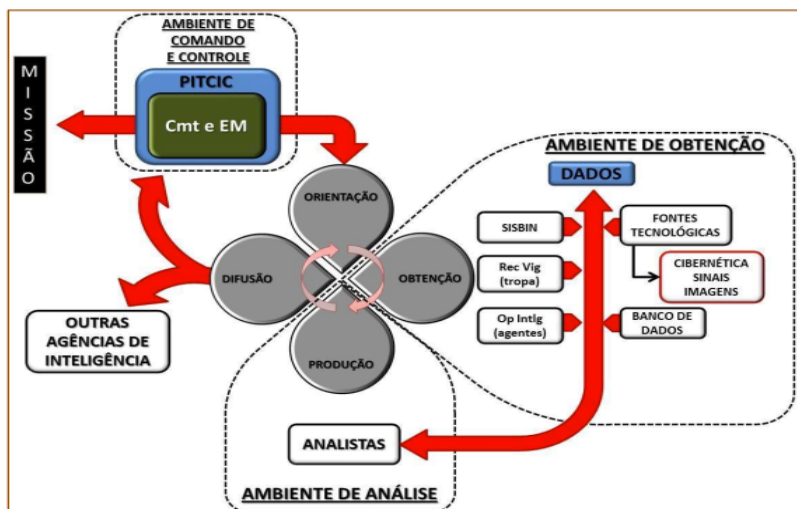 AMBIENTE DE
COMANDO
E CONTROLE
M
I
S
S
Ã
O
PITCIC
Cmt e EM
ORIENTAÇÃO
DIFUSÃO
OBTENÇÃO
PRODUÇÃO
OUTRAS
AGÊNCIAS DE
INTELIGÊNCIA
AMBIENTE DE OBTENÇÃO
DADOS
SISBIN
FONTES
TECNOLÓGICAS
Rec Vig
(tropa)
CIBERNÉTICA
SINAIS
IMAGENS
Op Intlg
(agentes)
BANCO DE
DADOS
ANALISTAS
AMBIENTE DE ANÁLISE